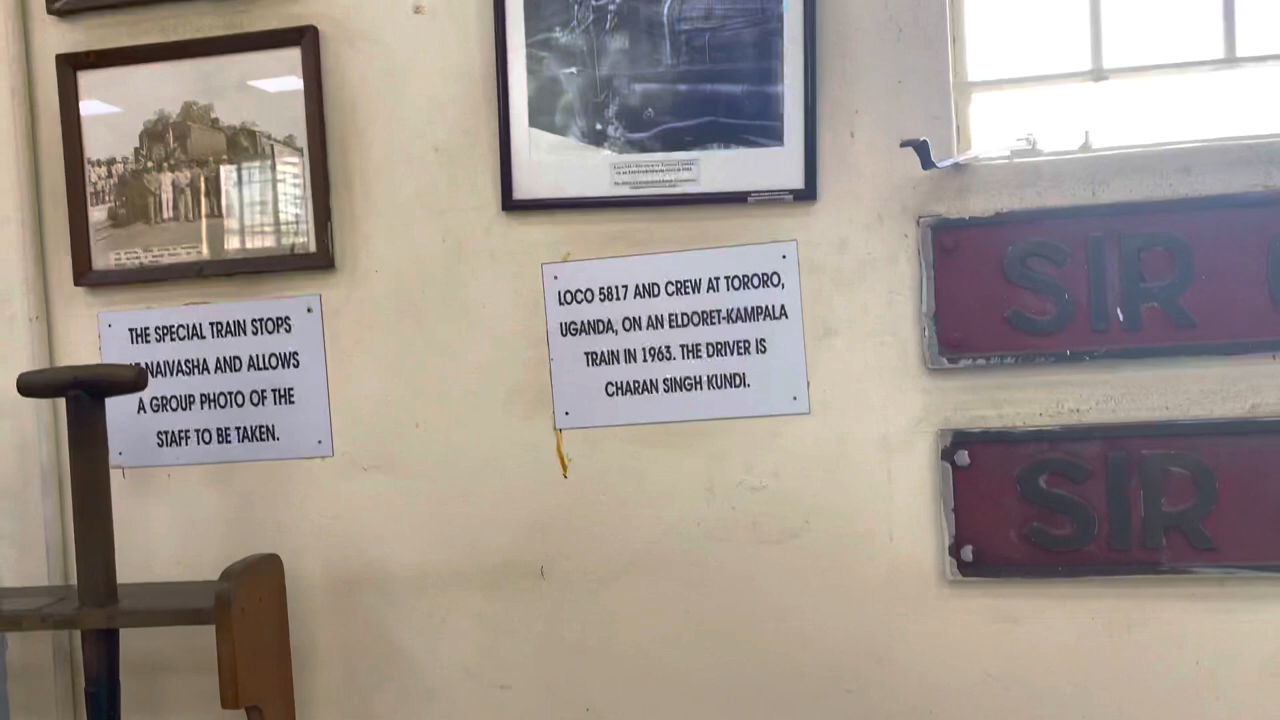 THE SPECIAL TRAIN STOPS
NAIVASHA AND ALLOWS
A GROUP PHOTO OF THE
STAFF TO BE TAKEN.
LOCO 5817 AND CREW AT TORORO,
UGANDA, ON AN ELDORET-KAMPALA
TRAIN IN 1963. THE DRIVER IS
CHARAN SINGH KUNDI.
SIR
SIR